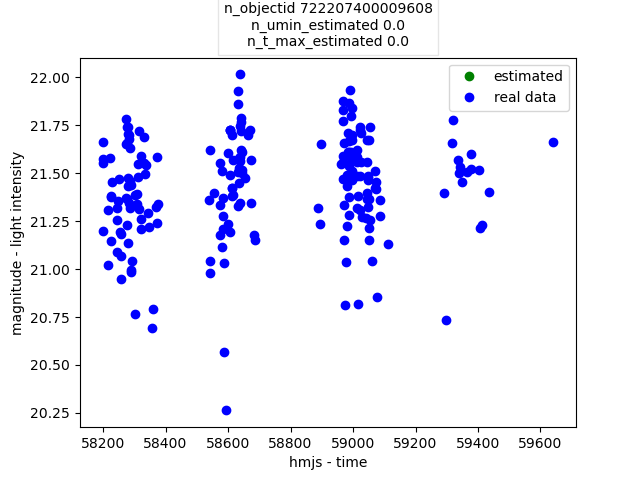 n_objectid 722207400009608
n_umin_estimated 0.0
n_t_max_estimated 0.0
estimated
real data
magnitude - light intensity
22.00
21.75
21.50
21.25
21.00
20.75
20.50
20.25
58200 58400 58600 58800 59000 59200 59400 59600
hmjs - time